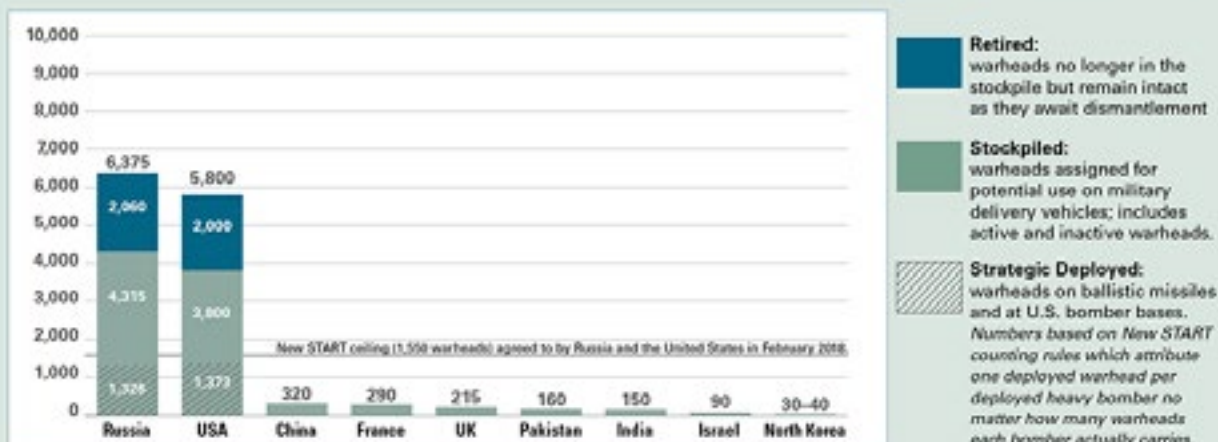 10,000
9,000
8,000
7,000
6,000
5,000
4,000
3,000
2,000
1,000
0
6,375
2,060
4,315
1,326
5,800
2,000
3,800
1,373
New START ceiling (1,550 warheads) agreed to by Russia and the United States in February 2018.
320
290
215
160
150
90
30–40
Russia
USA
China
France
UK
Pakistan
India
Israel
North Korea
Retired:
warheads no longer in the
stockpile but remain intact
as they await dismantlement
Stockpiled:
warheads assigned for
potential use on military
delivery vehicles; includes
active and inactive warheads.
Strategic Deployed:
warheads on ballistic missiles
and at U.S. bomber bases.
Numbers based on New START
counting rules which attribute
one deployed warhead per
deployed heavy bomber no
matter how many warheads
each bomber actually carries